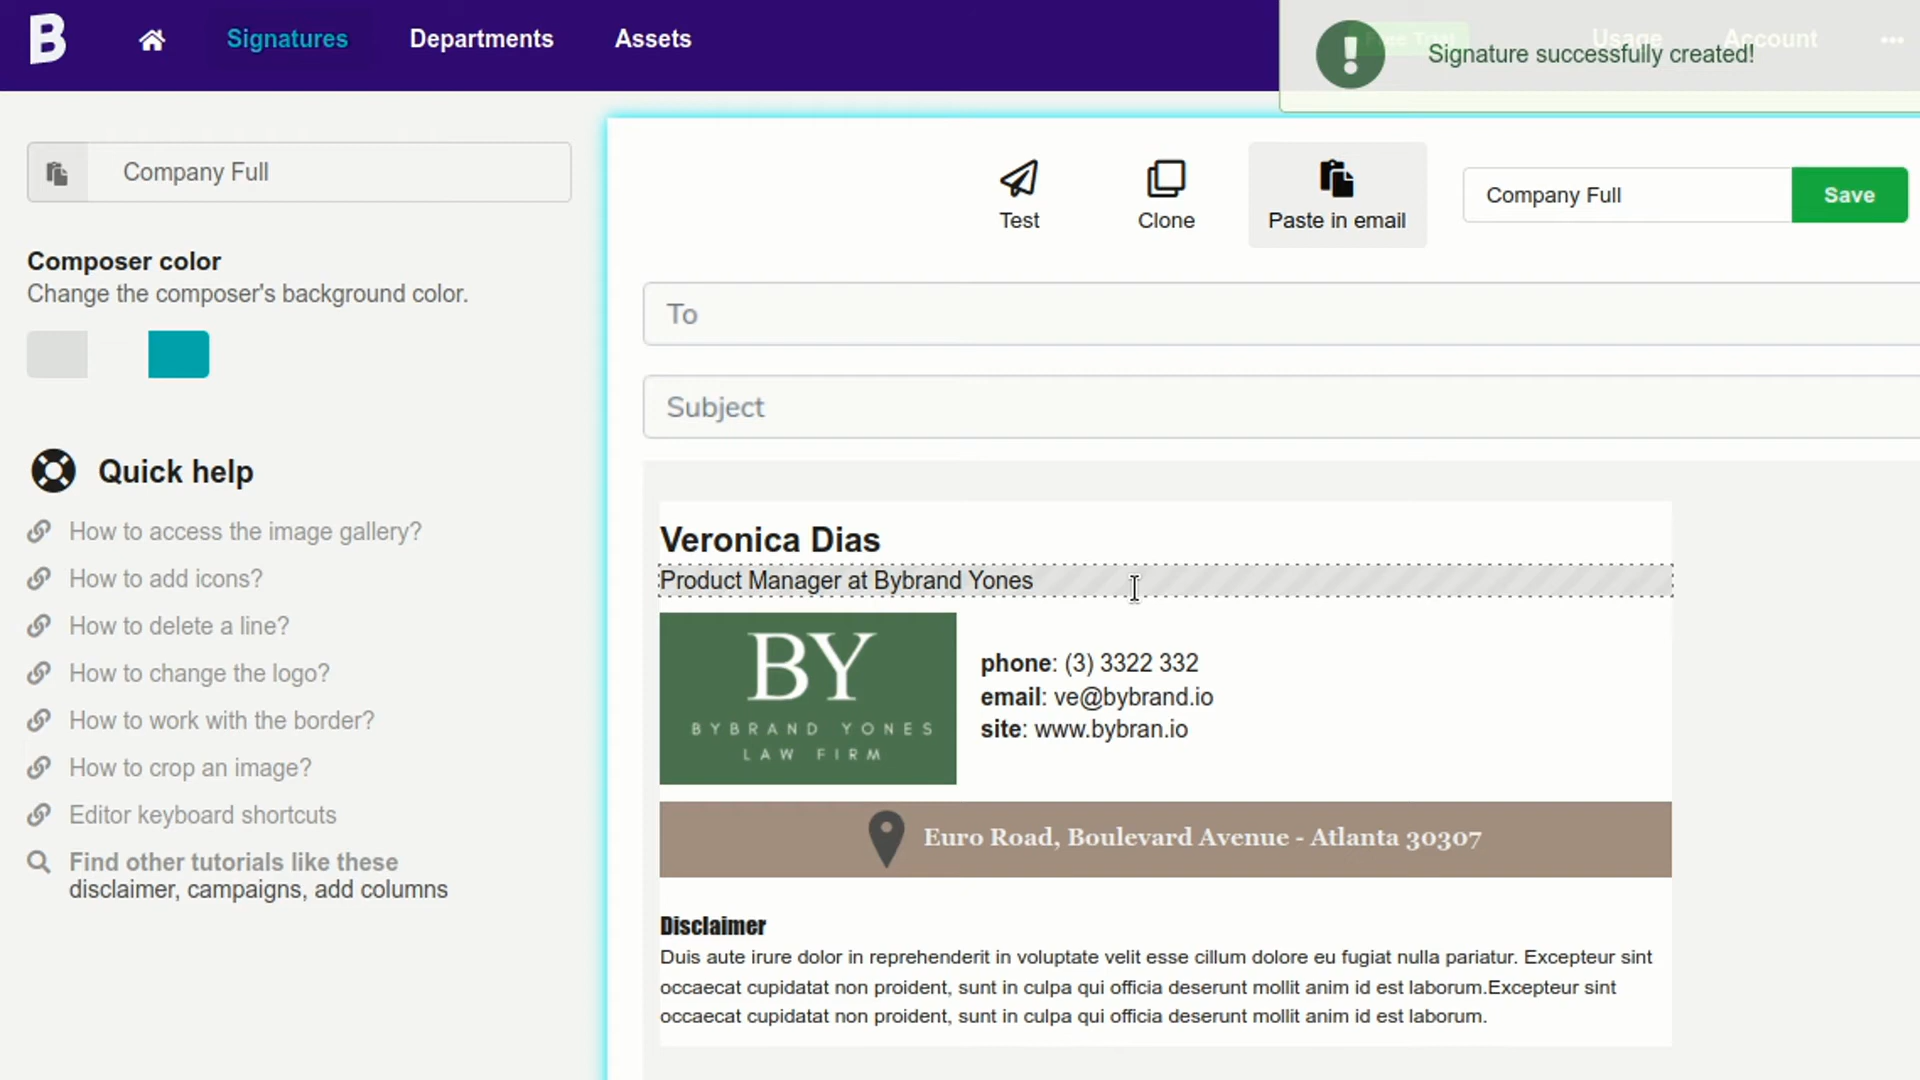 B
Signatures
Departments
Assets
Free Trial
Usage
Account
Signature successfully created!
Company Full
Composer color
Change the composer's background color.
Quick help
How to access the image gallery?
How to add icons?
How to delete a line?
How to change the logo?
How to work with the border?
How to crop an image?
Editor keyboard shortcuts
Find other tutorials like these
disclaimer, campaigns, add columns
Test
Clone
Paste in email
Company Full
Save
To
Subject
Veronica Dias
Product Manager at Bybrand Yones
BY
BYBRAND YONES
LAW FIRM
phone: (3) 3322 332
email: ve@bybrand.io
site: www.bybran.io
Euro Road, Boulevard Avenue - Atlanta 30307
Disclaimer
Duis aute irure dolor in reprehenderit in voluptate velit esse cillum dolore eu fugiat nulla pariatur. Excepteur sint
occaecat cupidatat non proident, sunt in culpa qui officia deserunt mollit anim id est laborum.Excepteur sint
occaecat cupidatat non proident, sunt in culpa qui officia deserunt mollit anim id est laborum.